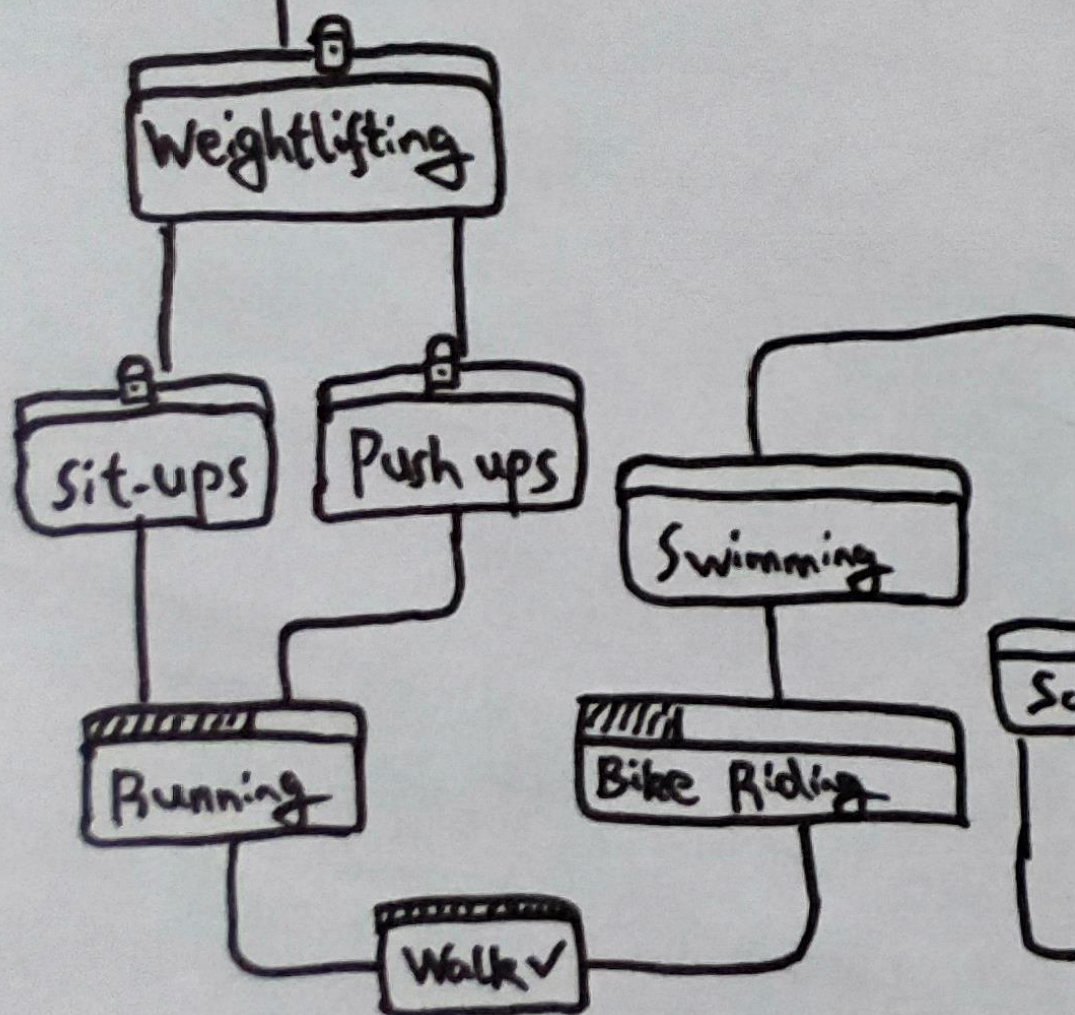 Weightlifting
Sit-ups
Push ups
Swimming
Running
Bike Riding
Walk ✓